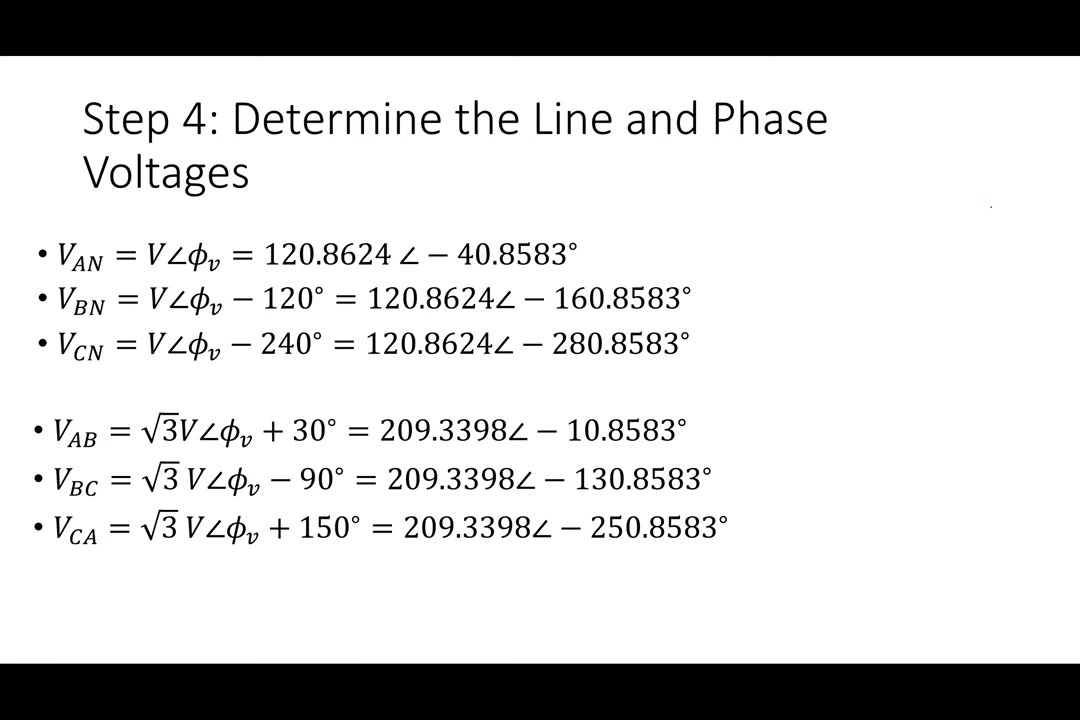 Step 4: Determine the Line and Phase
Voltages
• V_AN = V∠ϕ_v = 120.8624 ∠ − 40.8583°
• V_BN = V∠ϕ_v − 120° = 120.8624∠ − 160.8583°
• V_CN = V∠ϕ_v − 240° = 120.8624∠ − 280.8583°
• V_AB = √3V∠ϕ_v + 30° = 209.3398∠ − 10.8583°
• V_BC = √3 V∠ϕ_v − 90° = 209.3398∠ − 130.8583°
• V_CA = √3 V∠ϕ_v + 150° = 209.3398∠ − 250.8583°